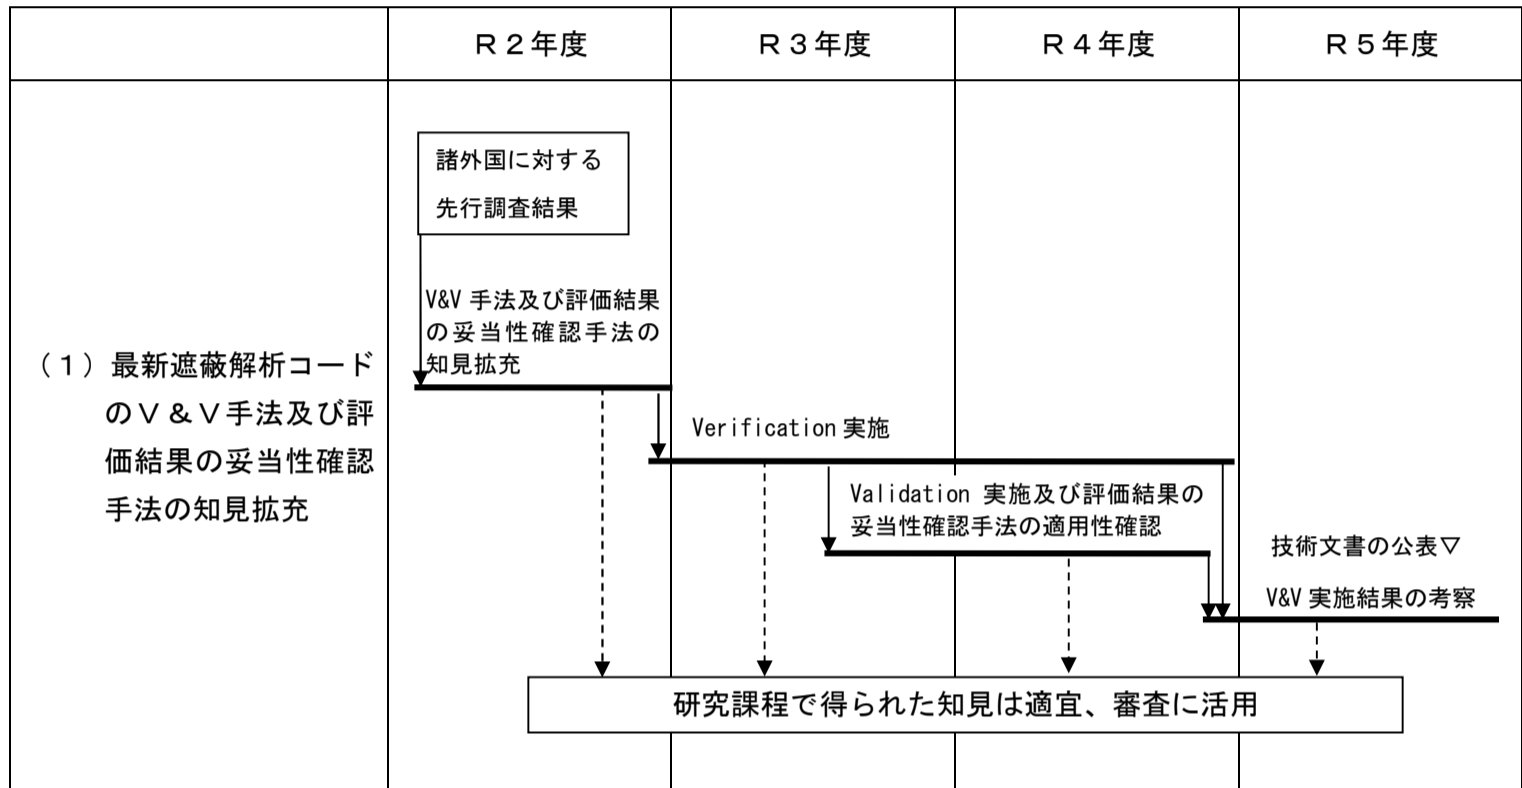 R2年度 R3年度 R4年度 R5年度
諸外国に対する
先行調査結果
V&V 手法及び評価結果
の妥当性確認手法の
知見拡充
（1）最新遮蔽解析コード
のV＆V手法及び評
価結果の妥当性確認
手法の知見拡充
Verification 実施
Validation 実施及び評価結果の
妥当性確認手法の適用性確認
技術文書の公表▽
V&V 実施結果の考察
研究課程で得られた知見は適宜、審査に活用